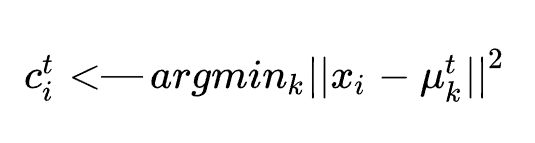 c_i^t <— argmin_k||x_i − μ_k^t||^2